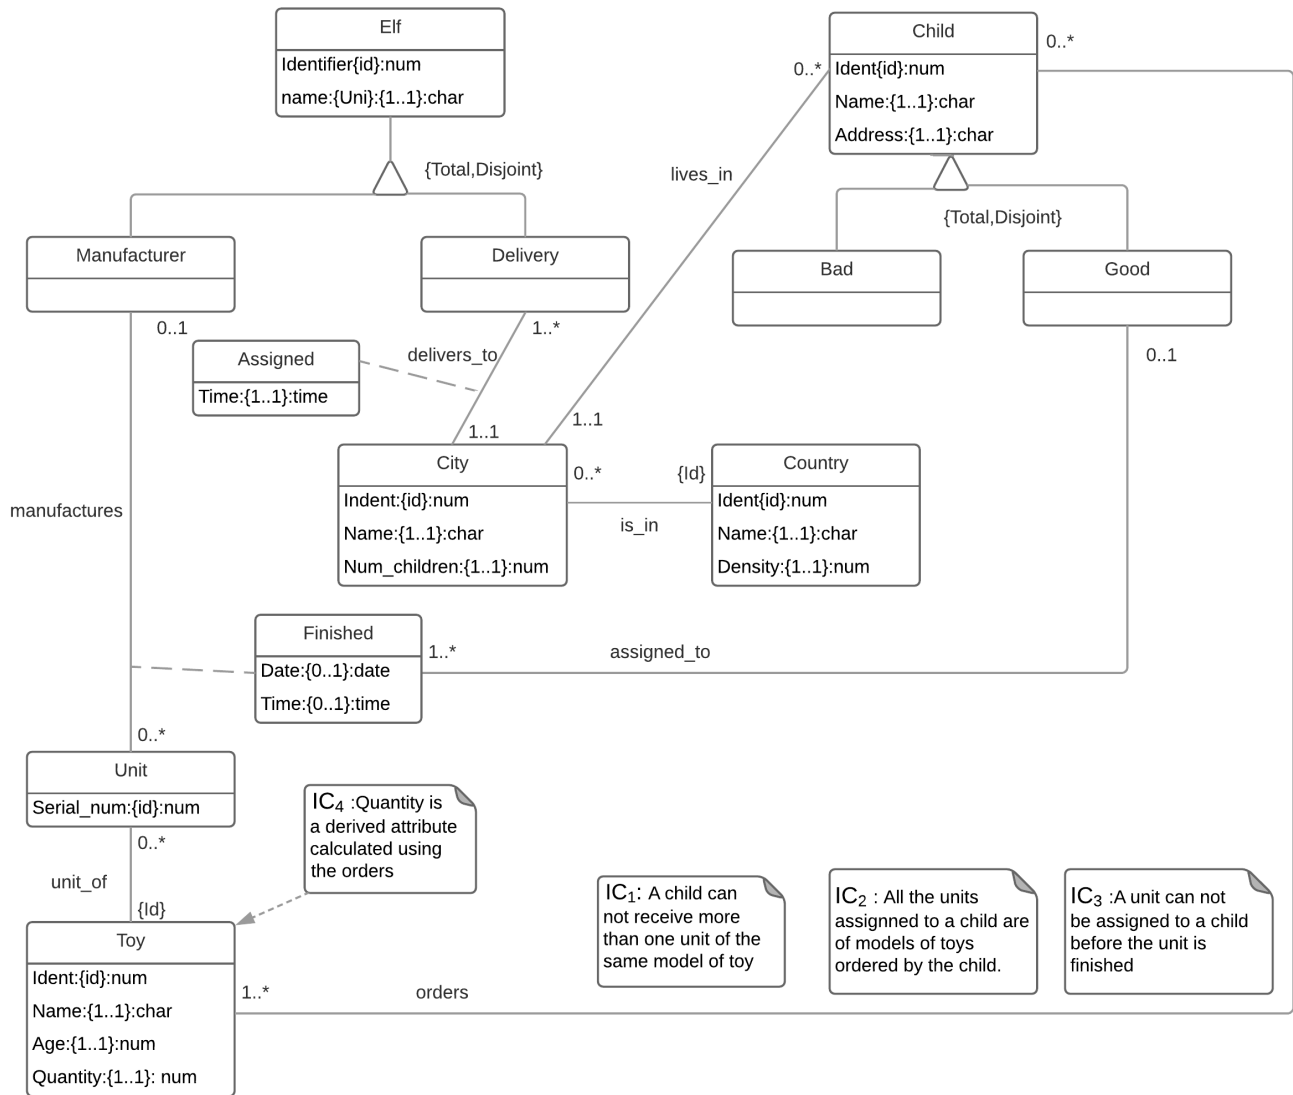 Elf
Identifier{id}:num
name:{Uni}:{1..1}:char
{Total,Disjoint}
Child
Ident{id}:num
Name:{1..1}:char
Address:{1..1}:char
0..*
0..*
lives_in
{Total,Disjoint}
Manufacturer
Delivery
Bad
Good
0..1
1..*
0..1
Assigned
Time:{1..1}:time
delivers_to
1..1
1..1
City
Indent:{id}:num
Name:{1..1}:char
Num_children:{1..1}:num
0..*
{Id}
is_in
Country
Ident{id}:num
Name:{1..1}:char
Density:{1..1}:num
manufactures
Finished
Date:{0..1}:date
Time:{0..1}:time
1..*
assigned_to
0..*
Unit
Serial_num:{id}:num
0..*
unit_of
{Id}
IC4 :Quantity is
a derived attribute
calculated using
the orders
IC1: A child can
not receive more
than one unit of the
same model of toy
IC2 : All the units
assignned to a child are
of models of toys
ordered by the child.
IC3 :A unit can not
be assigned to a child
before the unit is
finished
Toy
Ident:{id}:num
Name:{1..1}:char
Age:{1..1}:num
Quantity:{1..1}: num
1..*
orders